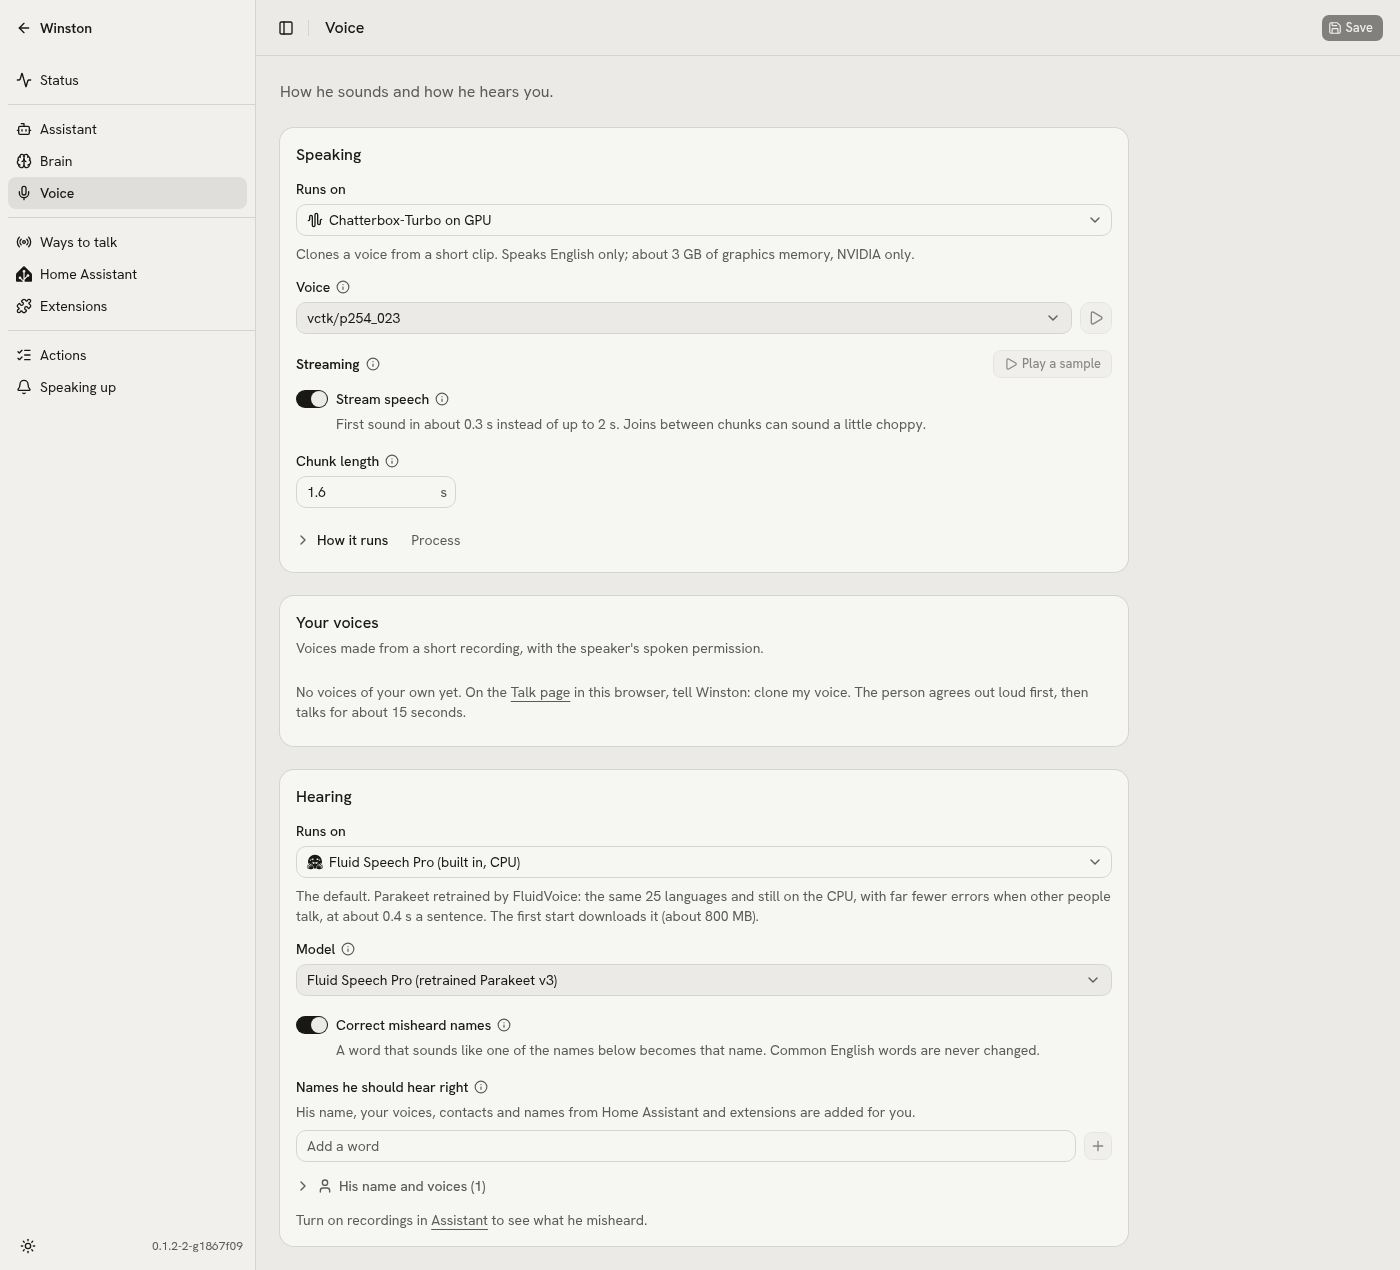 Winston
Status
Assistant
Brain
Voice
Ways to talk
Home Assistant
Extensions
Actions
Speaking up
0.1.2-2-g1867f09
Voice
Save
How he sounds and how he hears you.
Speaking
Runs on
Chatterbox-Turbo on GPU
Clones a voice from a short clip. Speaks English only; about 3 GB of graphics memory, NVIDIA only.
Voice
vctk/p254_023
Streaming
Play a sample
Stream speech
First sound in about 0.3 s instead of up to 2 s. Joins between chunks can sound a little choppy.
Chunk length
1.6 s
How it runs Process
Your voices
Voices made from a short recording, with the speaker's spoken permission.
No voices of your own yet. On the Talk page in this browser, tell Winston: clone my voice. The person agrees out loud first, then
talks for about 15 seconds.
Hearing
Runs on
Fluid Speech Pro (built in, CPU)
The default. Parakeet retrained by FluidVoice: the same 25 languages and still on the CPU, with far fewer errors when other people
talk, at about 0.4 s a sentence. The first start downloads it (about 800 MB).
Model
Fluid Speech Pro (retrained Parakeet v3)
Correct misheard names
A word that sounds like one of the names below becomes that name. Common English words are never changed.
Names he should hear right
His name, your voices, contacts and names from Home Assistant and extensions are added for you.
Add a word
His name and voices (1)
Turn on recordings in Assistant to see what he misheard.